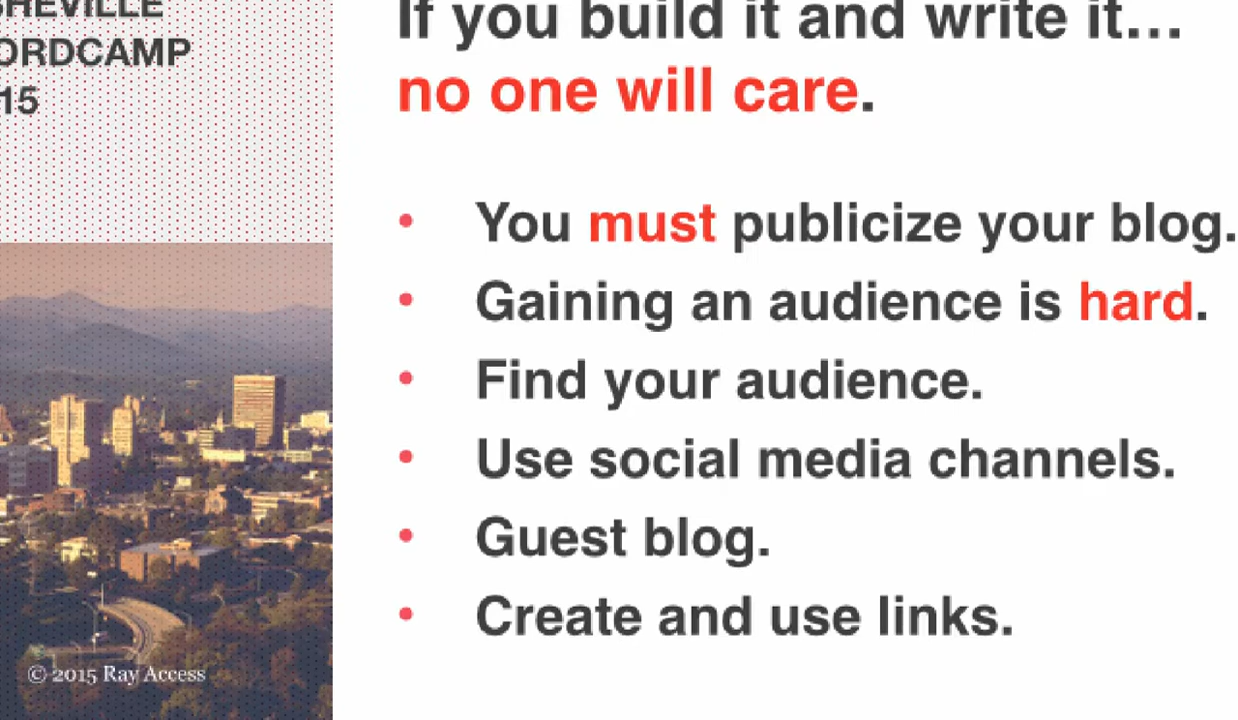 SHEVILLE
ORDCAMP
15
If you build it and write it...
no one will care.
• You must publicize your blog.
• Gaining an audience is hard.
• Find your audience.
• Use social media channels.
• Guest blog.
• Create and use links.
© 2015 Ray Access